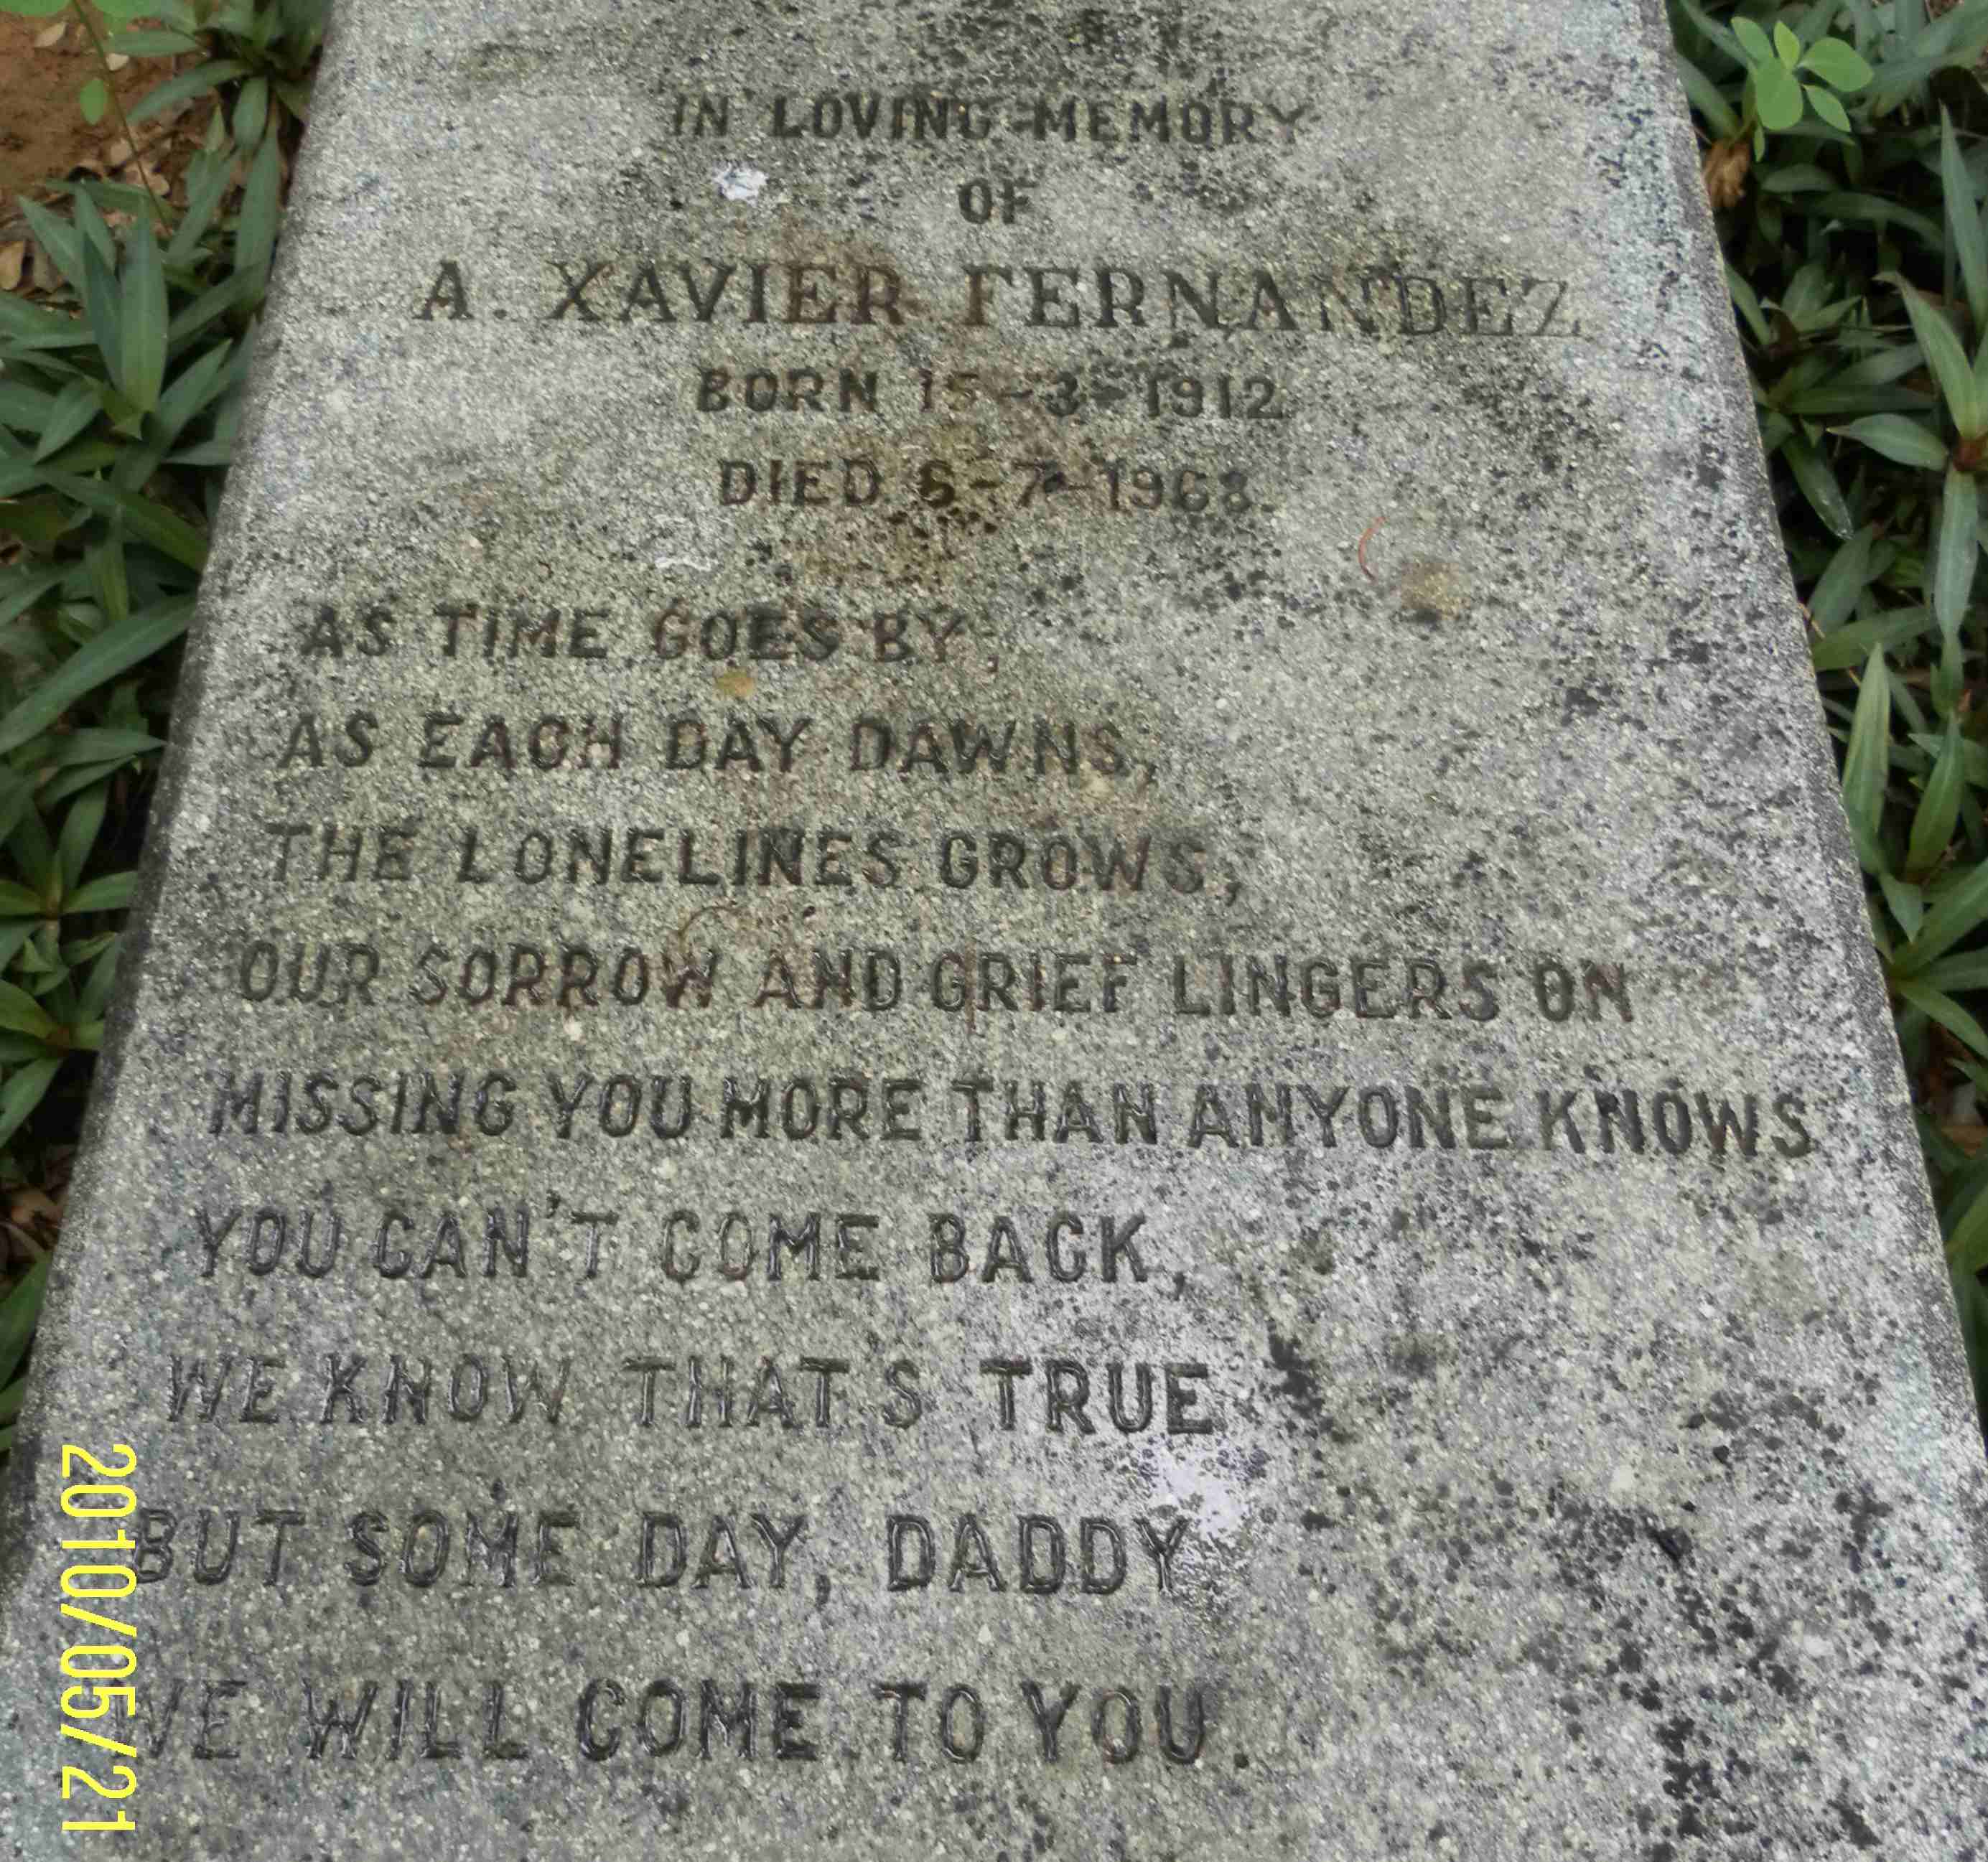 IN LOVING MEMORY
OF
A. XAVIER FERNANDEZ
BORN 15-3-1912
DIED 6-7-1968.
AS TIME GOES BY,
AS EACH DAY DAWNS,
THE LONELINES GROWS,
OUR SORROW AND GRIEF LINGERS ON
MISSING YOU MORE THAN ANYONE KNOWS
YOU CAN'T COME BACK,
WE KNOW THAT S TRUE
BUT SOME DAY, DADDY
WE WILL COME TO YOU.
2010/05/21